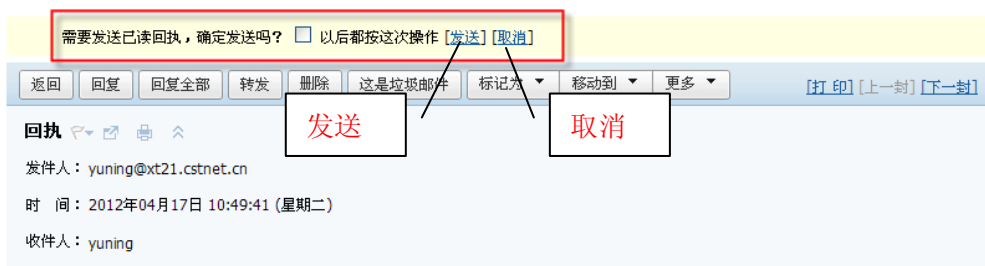 需要发送已读回执，确定发送吗？ 以后都按这次操作 [发送] [取消]
返回 回复 回复全部 转发 删除 这是垃圾邮件 标记为 移动到 更多 [打 印] [上一封] [下一封]
发送 取消
回执
发件人：yuning@xt21.cstnet.cn
时 间：2012年04月17日 10:49:41 (星期二)
收件人：yuning